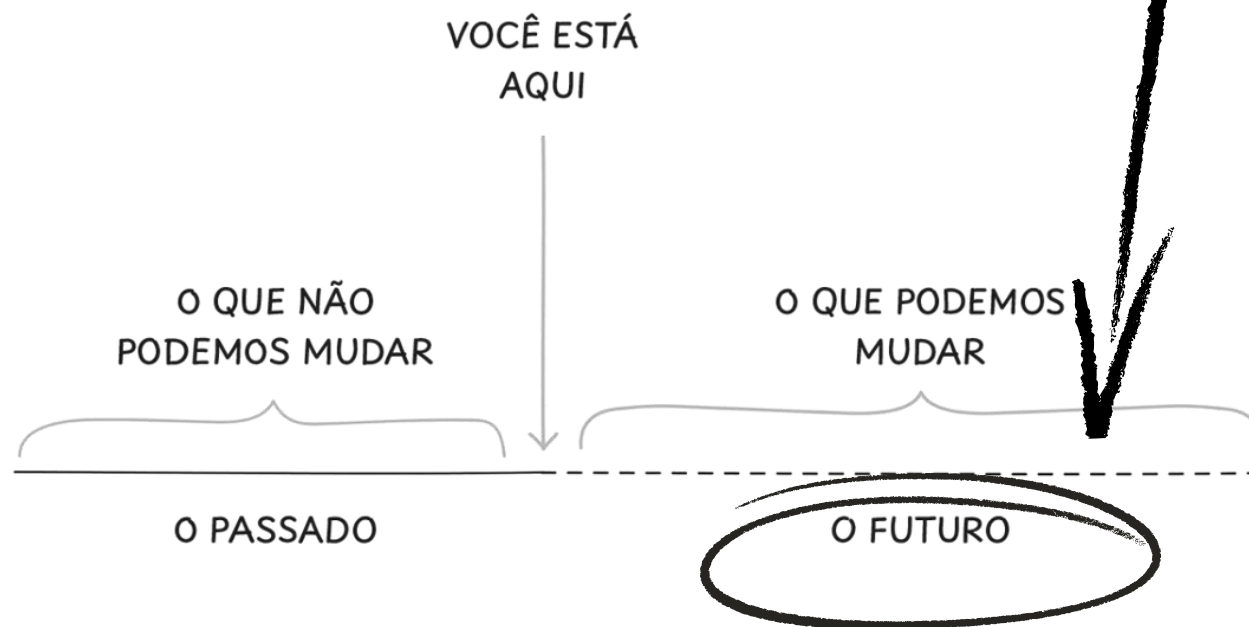 VOCÊ ESTÁ
AQUI
O QUE NÃO
PODEMOS MUDAR
O QUE PODEMOS
MUDAR
O PASSADO
O FUTURO